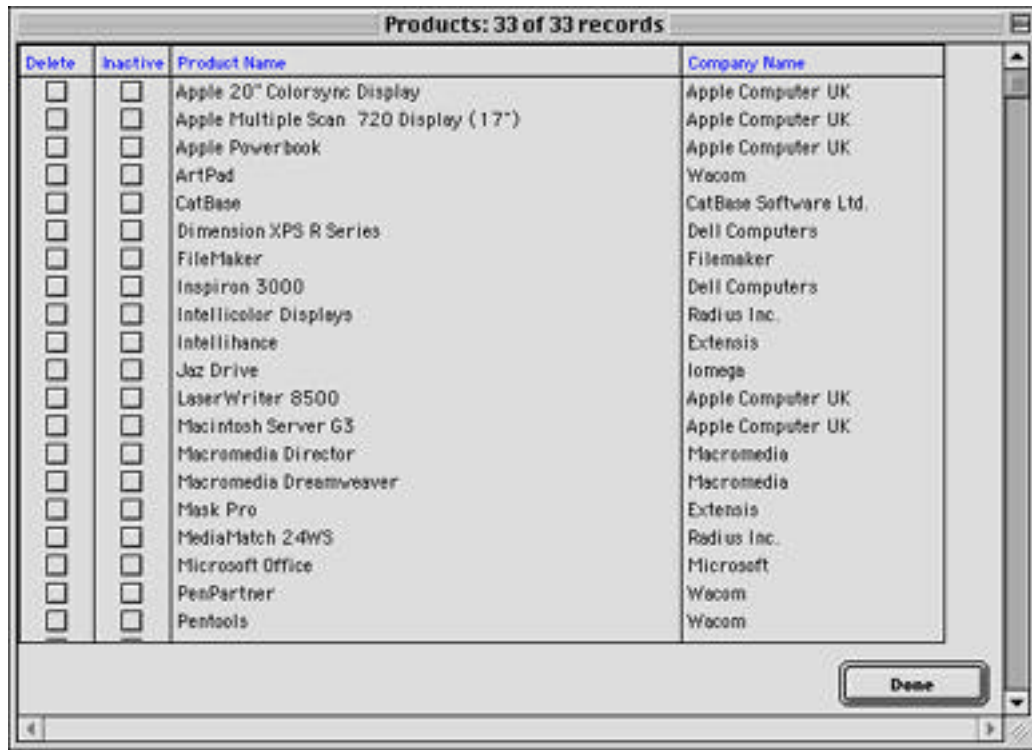 Products: 33 of 33 records
Delete Inactive Product Name Company Name
Apple 20" Colorsync Display Apple Computer UK
Apple Multiple Scan 720 Display (17") Apple Computer UK
Apple Powerbook Apple Computer UK
ArtPad Wacom
CatBase CatBase Software Ltd.
Dimension XPS R Series Dell Computers
FileMaker Filemaker
Inspiron 3000 Dell Computers
Intellicolor Displays Radius Inc.
Intellihance Extensis
Jaz Drive Iomega
LaserWriter 8500 Apple Computer UK
Macintosh Server G3 Apple Computer UK
Macromedia Director Macromedia
Macromedia Dreamweaver Macromedia
Mask Pro Extensis
MediaMatch 24WS Radius Inc.
Microsoft Office Microsoft
PenPartner Wacom
Pentools Wacom
Done